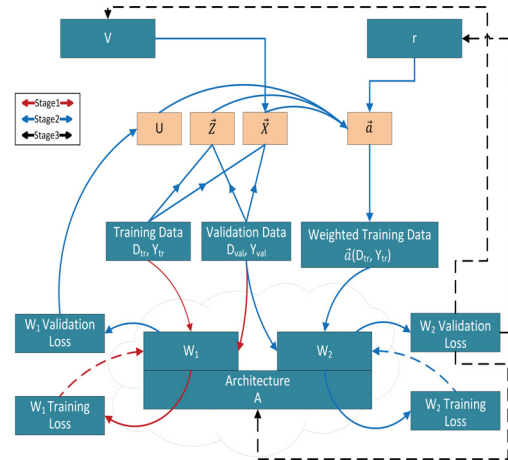 V
r
Stage1
Stage2
Stage3
U
Z⃗
X⃗
a⃗
Training Data
Dtr, Ytr
Validation Data
Dval, Yval
Weighted Training Data
a⃗(Dtr, Ytr)
W1 Validation
Loss
W1
W2
W2 Validation
Loss
Architecture
A
W1 Training
Loss
W2 Training
Loss